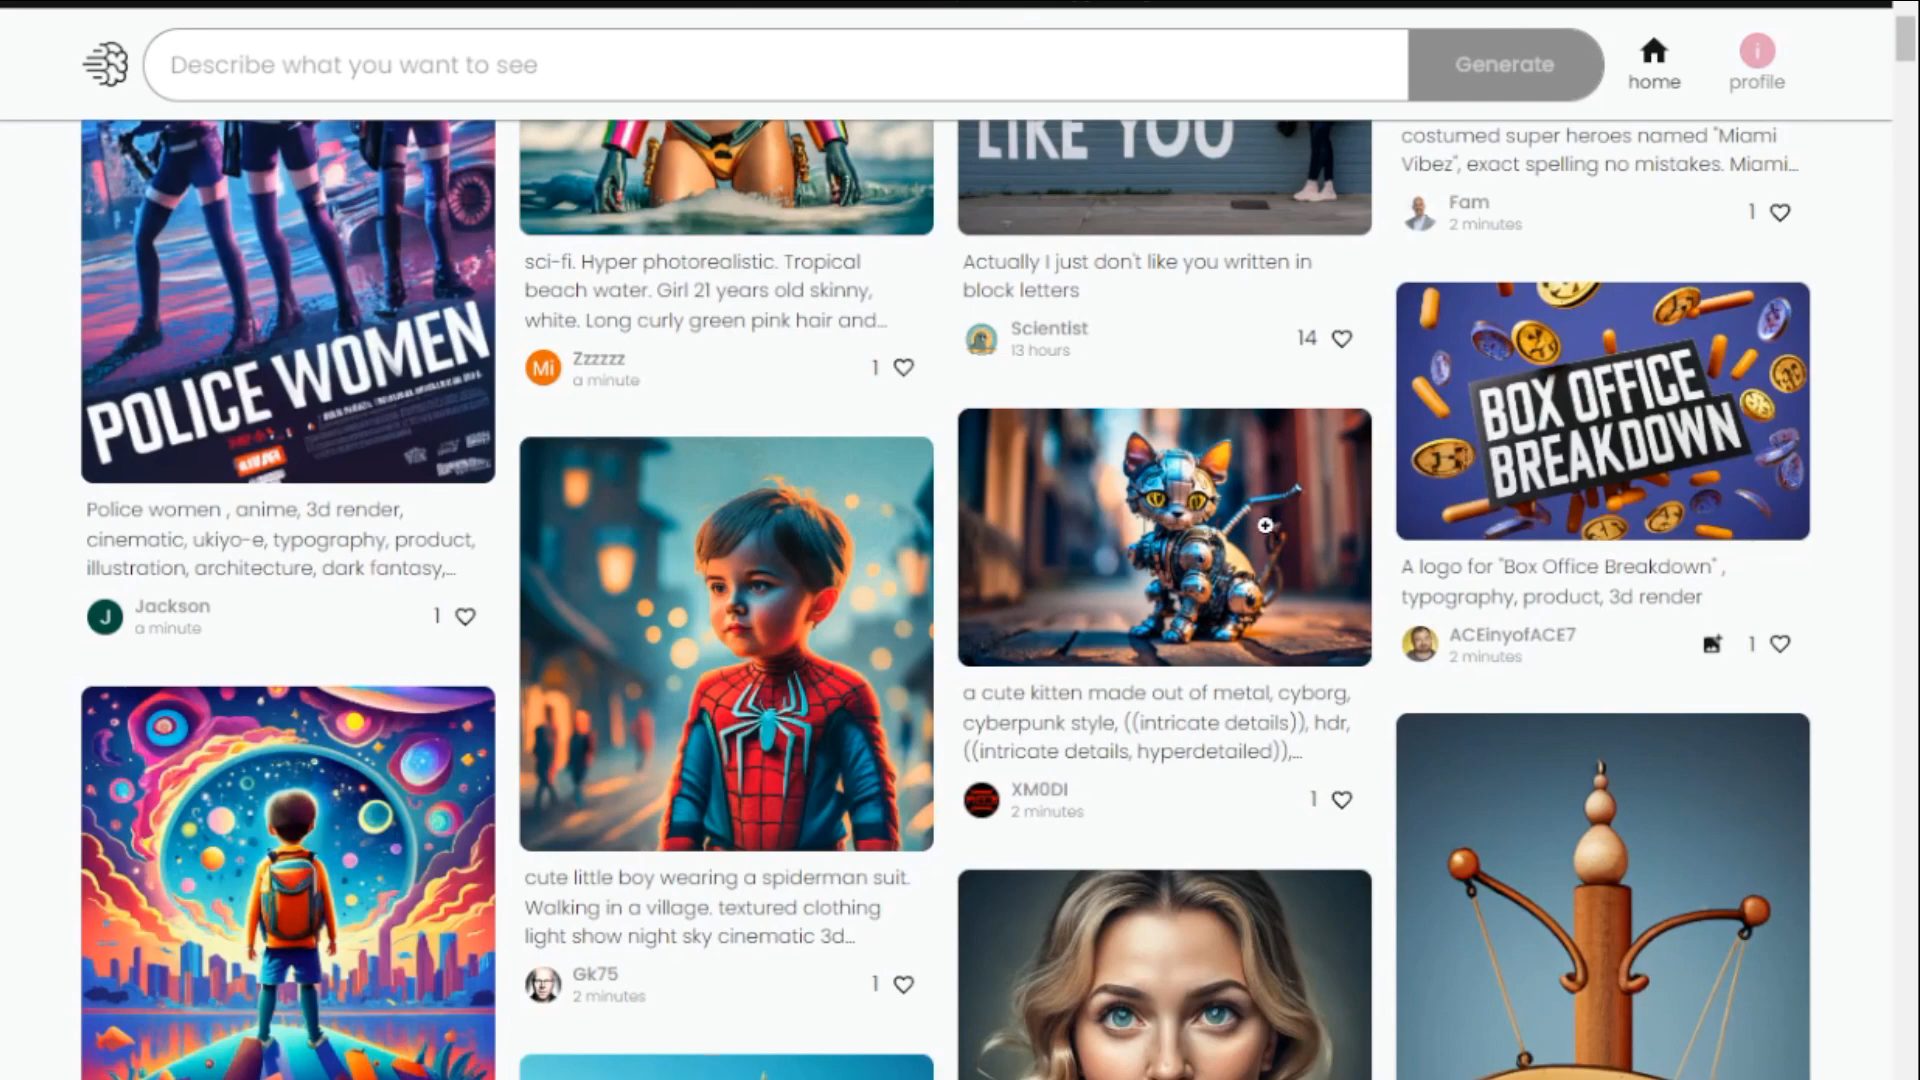 Describe what you want to see
Generate
home
i
profile
POLICE WOMEN
Police women , anime, 3d render,
cinematic, ukiyo-e, typography, product,
illustration, architecture, dark fantasy,...
J
Jackson
a minute
1
sci-fi. Hyper photorealistic. Tropical
beach water. Girl 21 years old skinny,
white. Long curly green pink hair and...
Mi
Zzzzzz
a minute
1
cute little boy wearing a spiderman suit.
Walking in a village. textured clothing
light show night sky cinematic 3d...
Gk75
2 minutes
1
LIKE YOU
Actually I just don't like you written in
block letters
Scientist
13 hours
14
a cute kitten made out of metal, cyborg,
cyberpunk style, ((intricate details)), hdr,
((intricate details, hyperdetailed)),...
XM0DI
2 minutes
1
costumed super heroes named "Miami
Vibez", exact spelling no mistakes. Miami...
Fam
2 minutes
1
BOX OFFICE
BREAKDOWN
A logo for "Box Office Breakdown" ,
typography, product, 3d render
ACEinyofACE7
2 minutes
1